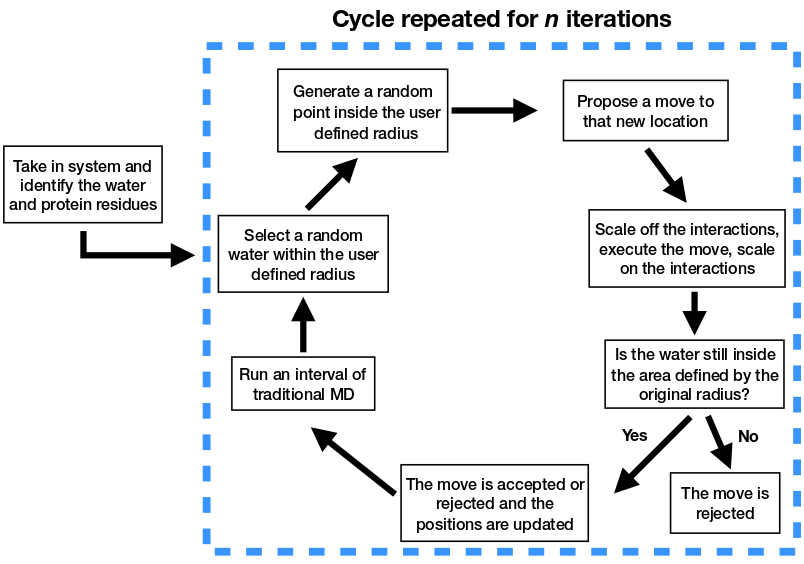 Cycle repeated for n iterations
Generate a random
point inside the user
defined radius
Propose a move to
that new location
Take in system and
identify the water
and protein residues
Select a random
water within the user
defined radius
Scale off the interactions,
execute the move, scale
on the interactions
Run an interval of
traditional MD
Is the water still inside
the area defined by the
original radius?
Yes
No
The move is accepted or
rejected and the
positions are updated
The move is
rejected